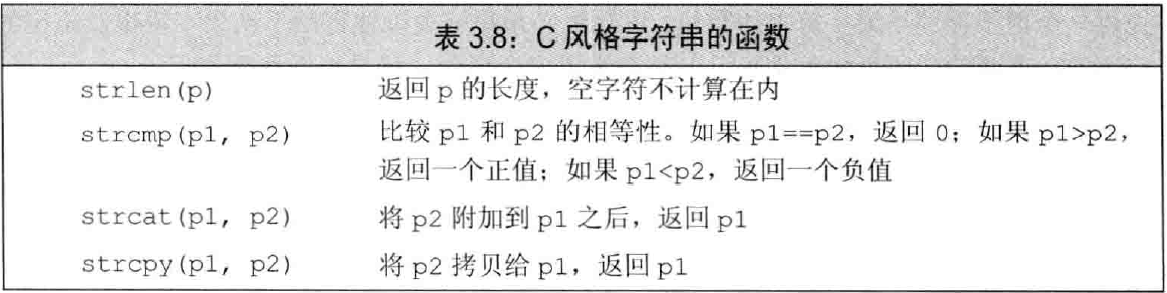 表 3.8：C 风格字符串的函数
strlen(p) 返回 p 的长度，空字符不计算在内
strcmp(p1, p2) 比较 p1 和 p2 的相等性。如果 p1==p2，返回 0；如果 p1>p2，
返回一个正值；如果 p1<p2，返回一个负值
strcat(p1, p2) 将 p2 附加到 p1 之后，返回 p1
strcpy(p1, p2) 将 p2 拷贝给 p1，返回 p1